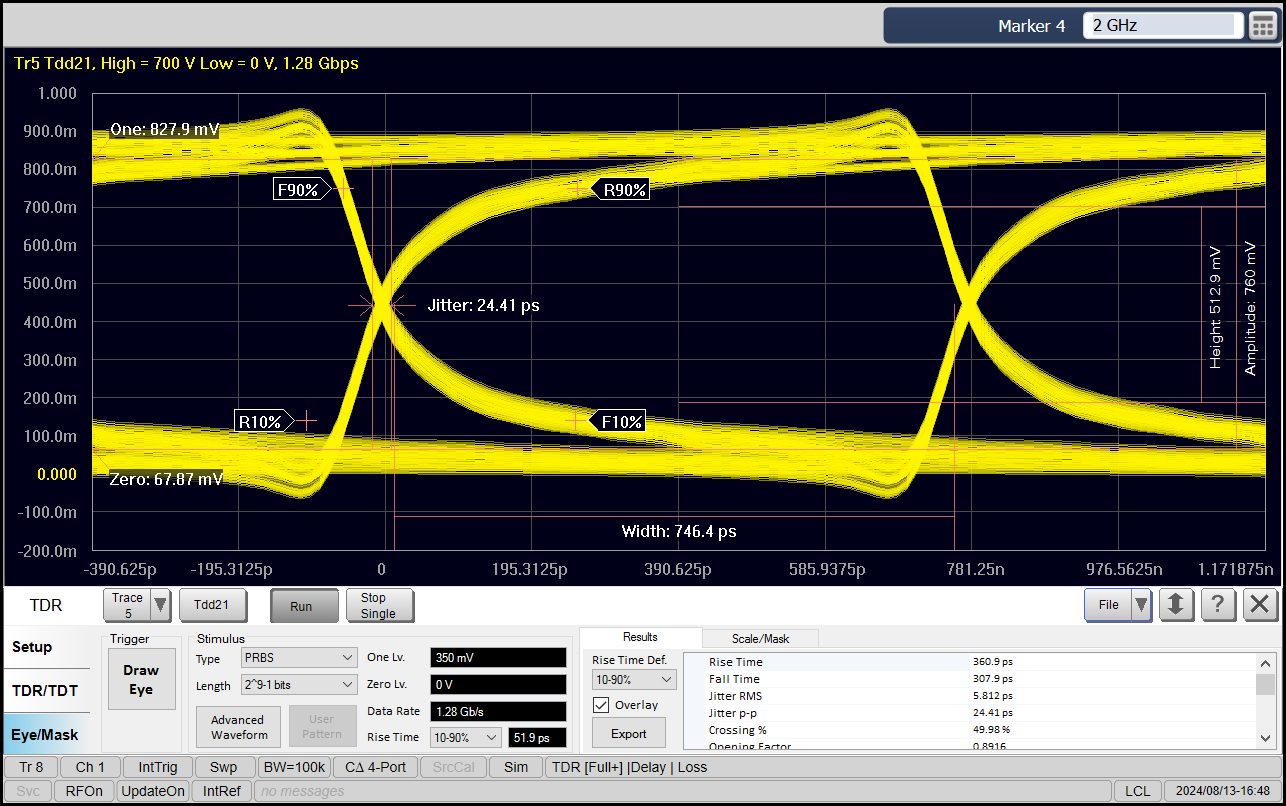 Marker 4 2 GHz
Tr5 Tdd21, High = 700 V Low = 0 V, 1.28 Gbps
1.000
900.0m
800.0m
700.0m
600.0m
500.0m
400.0m
300.0m
200.0m
100.0m
0.000
-100.0m
-200.0m
One: 827.9 mV
F90%
R90%
Jitter: 24.41 ps
Height 512.9 mV
Amplitude: 760 mV
R10%
F10%
Zero: 67.87 mV
Width: 746.4 ps
-390.625p -195.3125p 0 195.3125p 390.625p 585.9375p 781.25n 976.5625n 1.171875n
TDR Trace 5 Tdd21 Run Stop Single File ?
Setup
TDR/TDT
Eye/Mask
Trigger
Draw Eye
Stimulus
Type PRBS One Lv. 350 mV
Length 2^9-1 bits Zero Lv. 0 V
Data Rate 1.28 Gb/s
Advanced Waveform User Pattern Rise Time 10-90% 51.9 ps
Results Scale/Mask
Rise Time Def.
10-90%
Overlay
Export
Rise Time 360.9 ps
Fall Time 307.9 ps
Jitter RMS 5.812 ps
Jitter p-p 24.41 ps
Crossing % 49.98 %
Opening Factor 0.8916
Tr 8 Ch 1 IntTrig Swp BW=100k CΔ 4-Port SrcCal Sim TDR [Full+] |Delay | Loss
Svc RFOn UpdateOn IntRef no messages LCL 2024/08/13-16:48